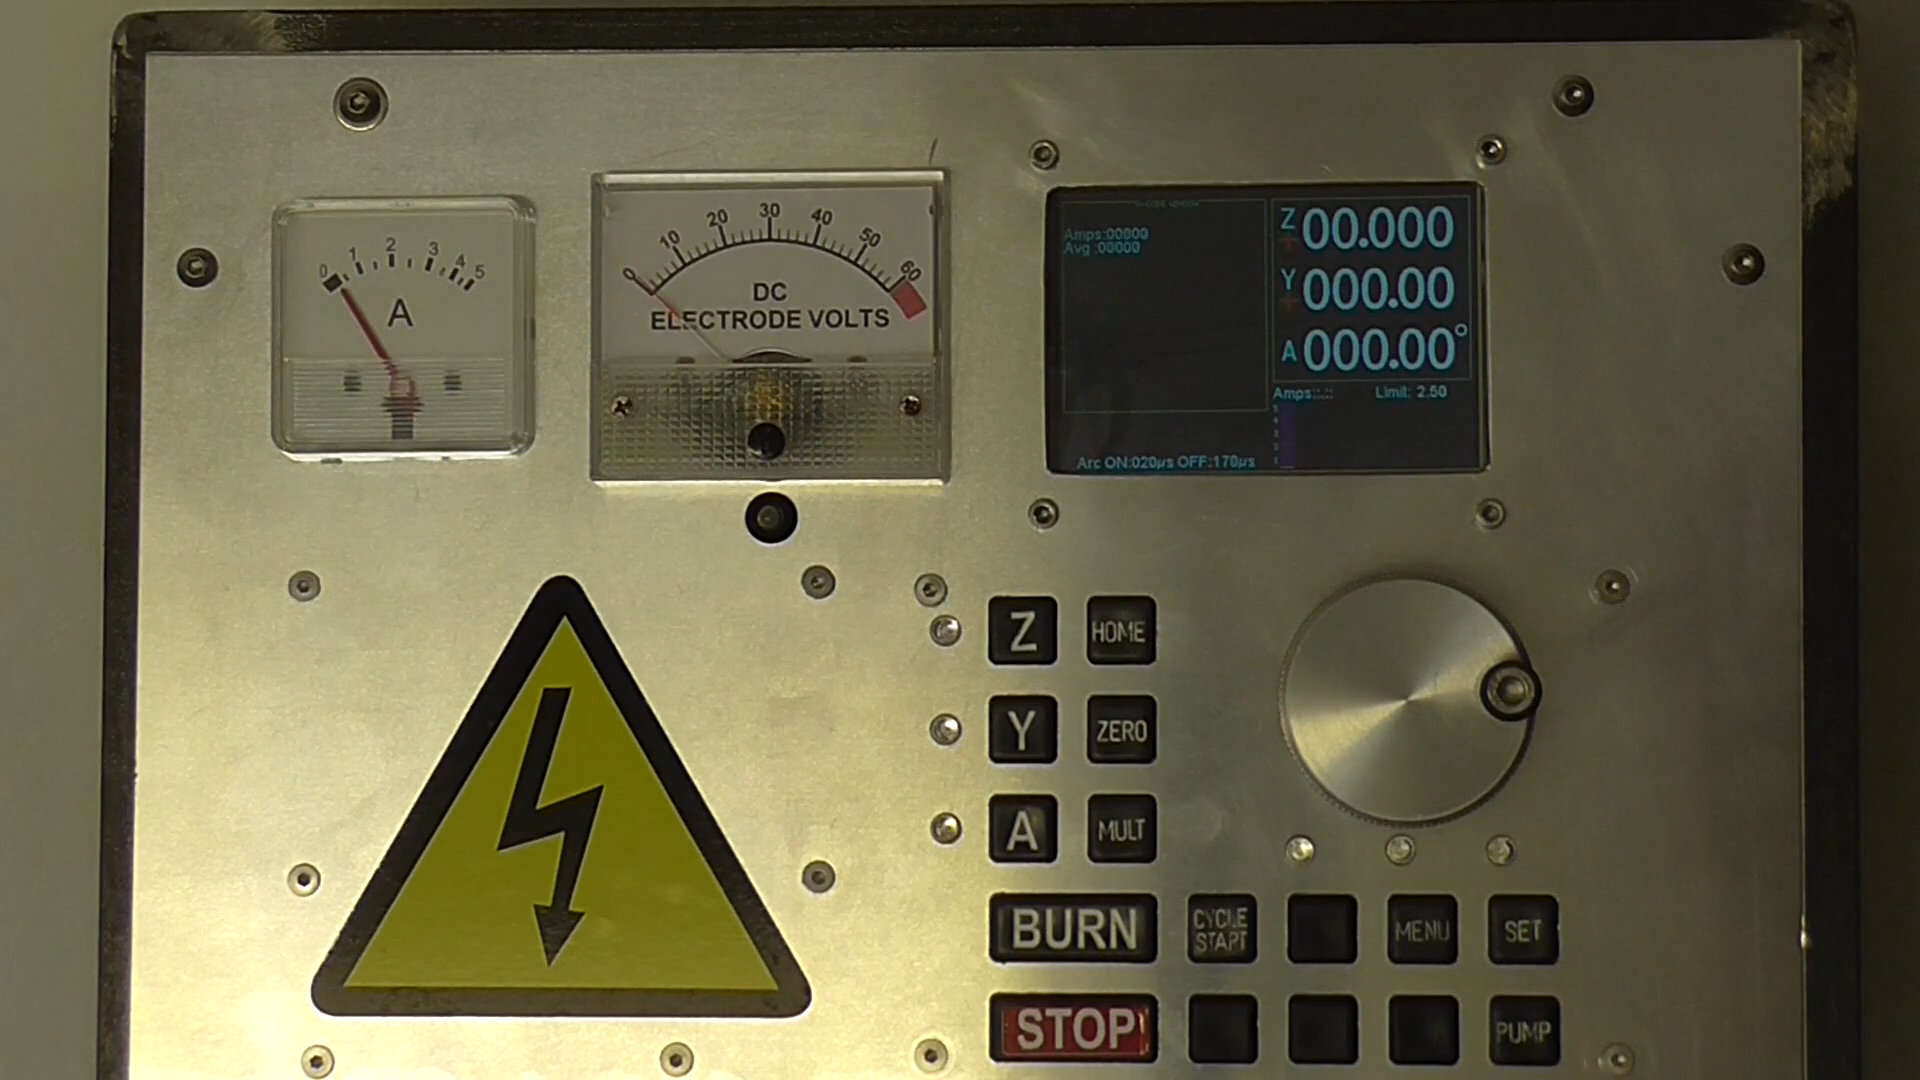 0 1 2 3 4 5
A
0 10 20 30 40 50 60
DC
ELECTRODE VOLTS
Amps:00000
Avg :00000
Z 00.000
Y 000.00
A 000.00°
Amps:
Limit: 2.50
Arc ON:020µs OFF:170µs
Z HOME
Y ZERO
A MULT
BURN
CYCLE
START
MENU
SET
STOP
PUMP